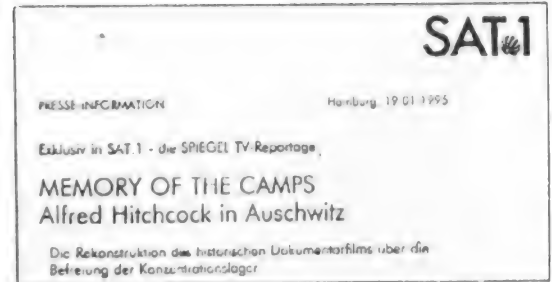 SAT.1
PRESSE-INFORMATION
Hamburg, 19.01.1995
Exklusiv in SAT.1 - die SPIEGEL TV-Reportage
MEMORY OF THE CAMPS
Alfred Hitchcock in Auschwitz
Die Rekonstruktion des historischen Dokumentarfilms über die
Befreiung der Konzentrationslager